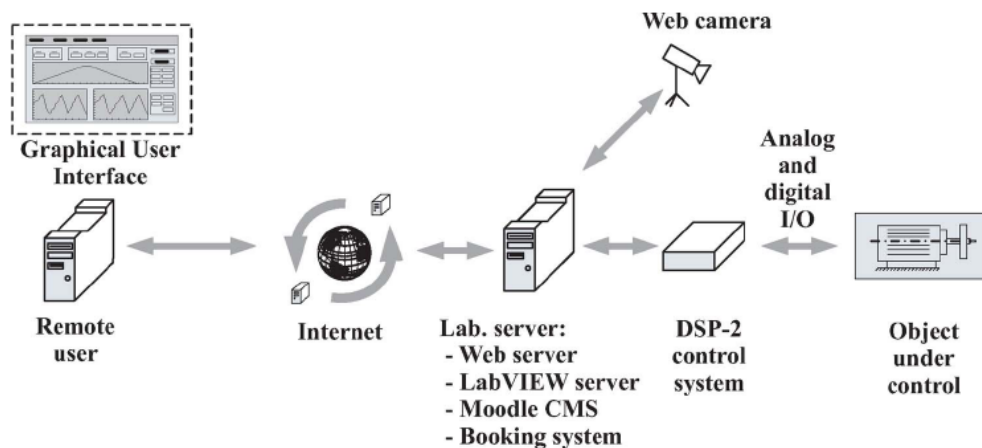 Web camera
Graphical User
Interface
Analog
and
digital
I/O
Remote
user
Internet
Lab. server:
- Web server
- LabVIEW server
- Moodle CMS
- Booking system
DSP-2
control
system
Object
under
control